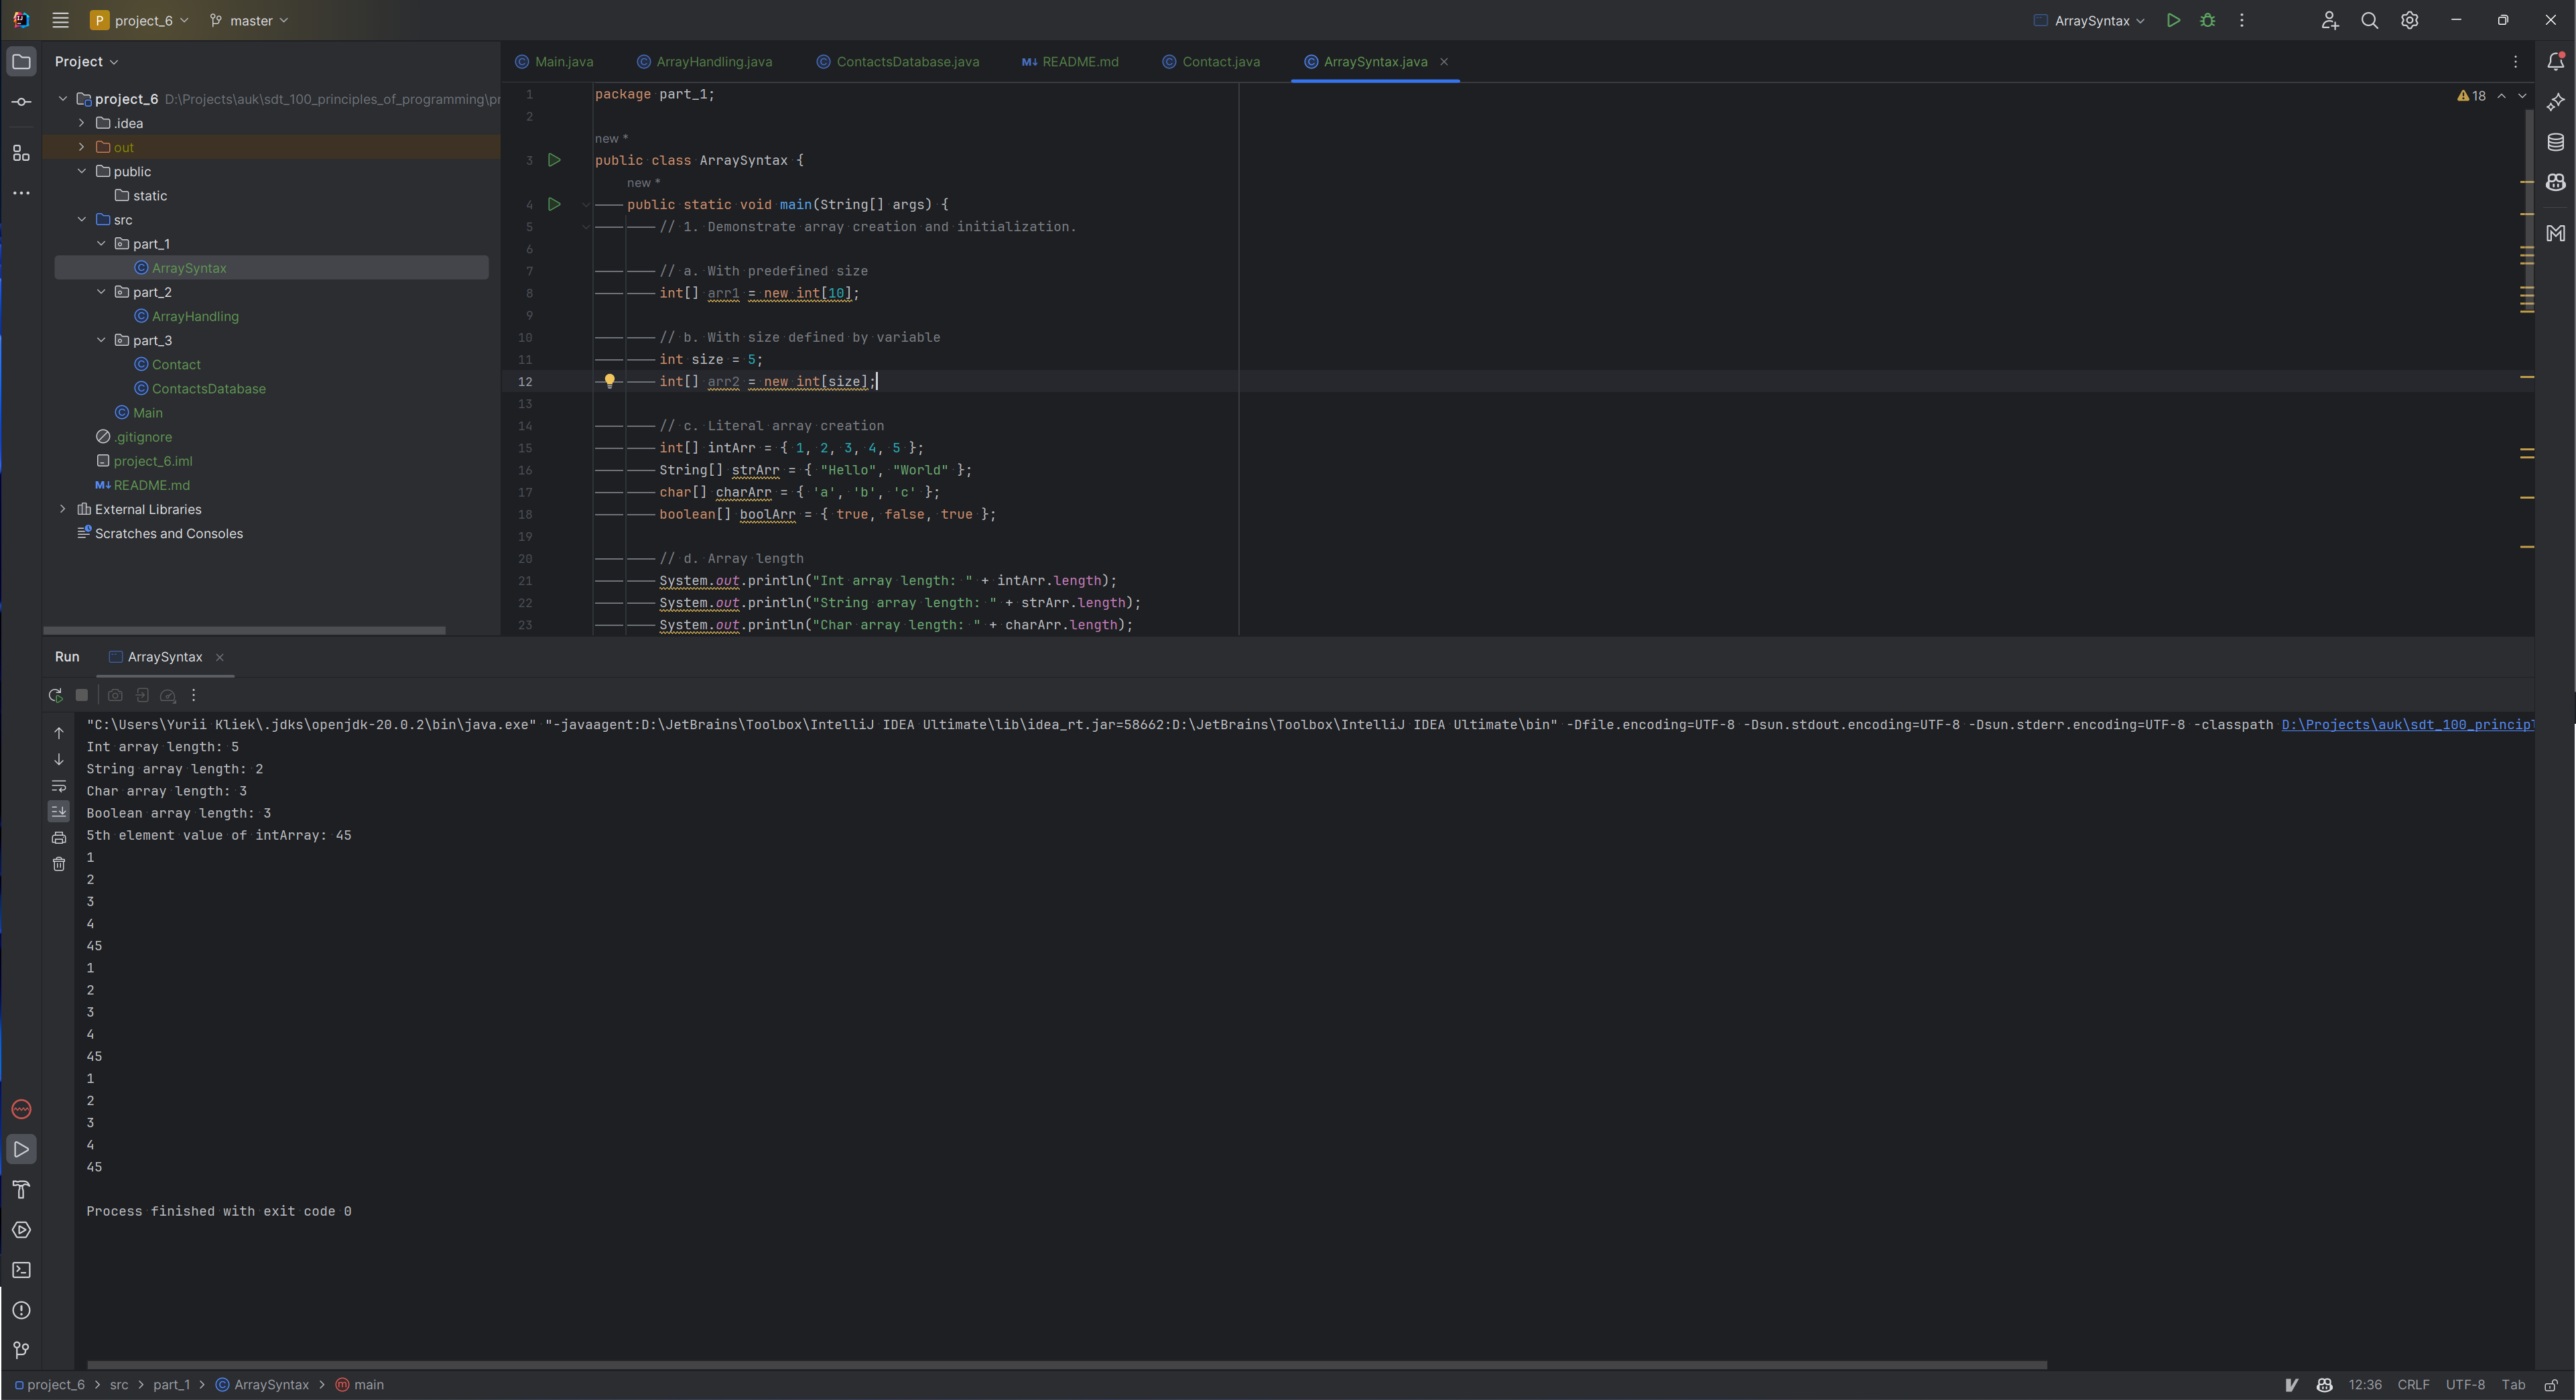 P project_6 master ArraySyntax
Project
project_6 D:\Projects\auk\sdt_100_principles_of_programming\pr
.idea
out
public
static
src
part_1
ArraySyntax
part_2
ArrayHandling
part_3
Contact
ContactsDatabase
Main
.gitignore
project_6.iml
M↓ README.md
External Libraries
Scratches and Consoles
Main.java ArrayHandling.java ContactsDatabase.java M↓ README.md Contact.java ArraySyntax.java
18
1 package part_1;
2
new *
3 public class ArraySyntax {
new *
4 public static void main(String[] args) {
5 // 1. Demonstrate array creation and initialization.
6
7 // a. With predefined size
8 int[] arr1 = new int[10];
9
10 // b. With size defined by variable
11 int size = 5;
12 int[] arr2 = new int[size];
13
14 // c. Literal array creation
15 int[] intArr = { 1, 2, 3, 4, 5 };
16 String[] strArr = { "Hello", "World" };
17 char[] charArr = { 'a', 'b', 'c' };
18 boolean[] boolArr = { true, false, true };
19
20 // d. Array length
21 System.out.println("Int array length: " + intArr.length);
22 System.out.println("String array length: " + strArr.length);
23 System.out.println("Char array length: " + charArr.length);
Run ArraySyntax
"C:\Users\Yurii Kliek\.jdks\openjdk-20.0.2\bin\java.exe" "-javaagent:D:\JetBrains\Toolbox\IntelliJ IDEA Ultimate\lib\idea_rt.jar=58662:D:\JetBrains\Toolbox\IntelliJ IDEA Ultimate\bin" -Dfile.encoding=UTF-8 -Dsun.stdout.encoding=UTF-8 -Dsun.stderr.encoding=UTF-8 -classpath D:\Projects\auk\sdt_100_princip
Int array length: 5
String array length: 2
Char array length: 3
Boolean array length: 3
5th element value of intArray: 45
1
2
3
4
45
1
2
3
4
45
1
2
3
4
45
Process finished with exit code 0
project_6 > src > part_1 > ArraySyntax > main
12:36 CRLF UTF-8 Tab